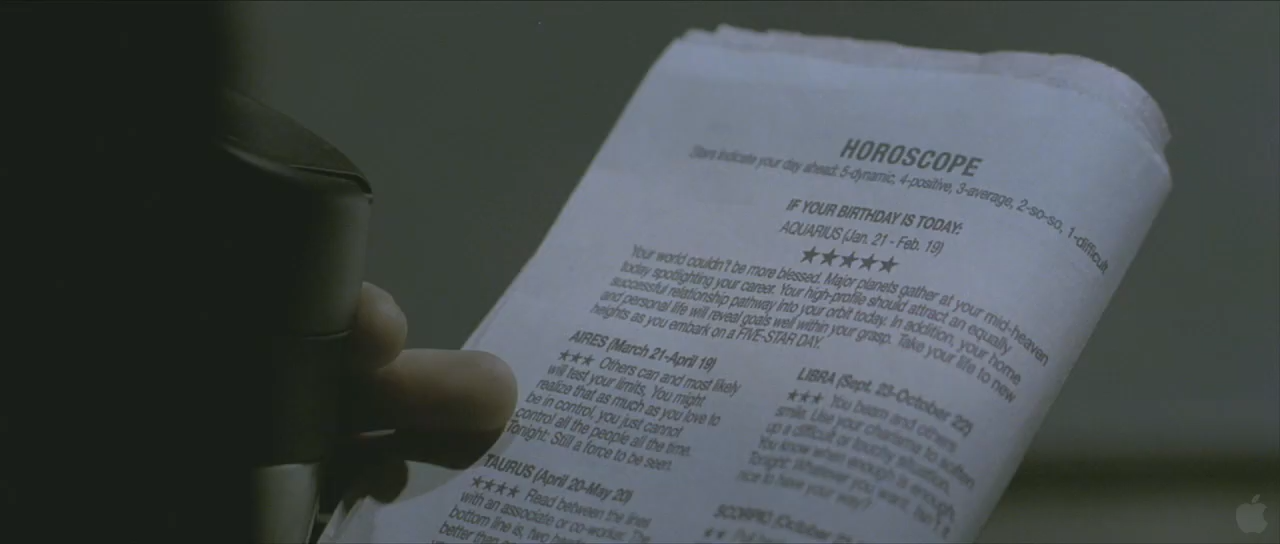 HOROSCOPE
Stars indicate your day ahead: 5-dynamic, 4-positive, 3-average, 2-so-so, 1-difficult
IF YOUR BIRTHDAY IS TODAY:
AQUARIUS (Jan. 21 - Feb. 19)
★★★★★
Your world couldn't be more blessed. Major planets gather at your mid-heaven
today spotlighting your career. Your high-profile should attract an equally
successful relationship pathway into your orbit today. In addition, your home
and personal life will reveal goals well within your grasp. Take your life to new
heights as you embark on a FIVE-STAR DAY.
AIRES (March 21-April 19)
★★★ Others can and most likely
will test your limits. You might
realize that as much as you love to
be in control, you just cannot
control all the people all the time.
Tonight: Still a force to be seen.
TAURUS (April 20-May 20)
★★★★ Read between the lines
with an associate or co-worker. The
bottom line is, two
better than
LIBRA (Sept. 23-October 22)
★★★ You beam and others
smile. Use your charisma to soften
up a difficult or touchy situation.
You know when enough is enough.
Tonight: Wherever you want. Isn't it
nice to have your way?
SCORPIO (October
★★